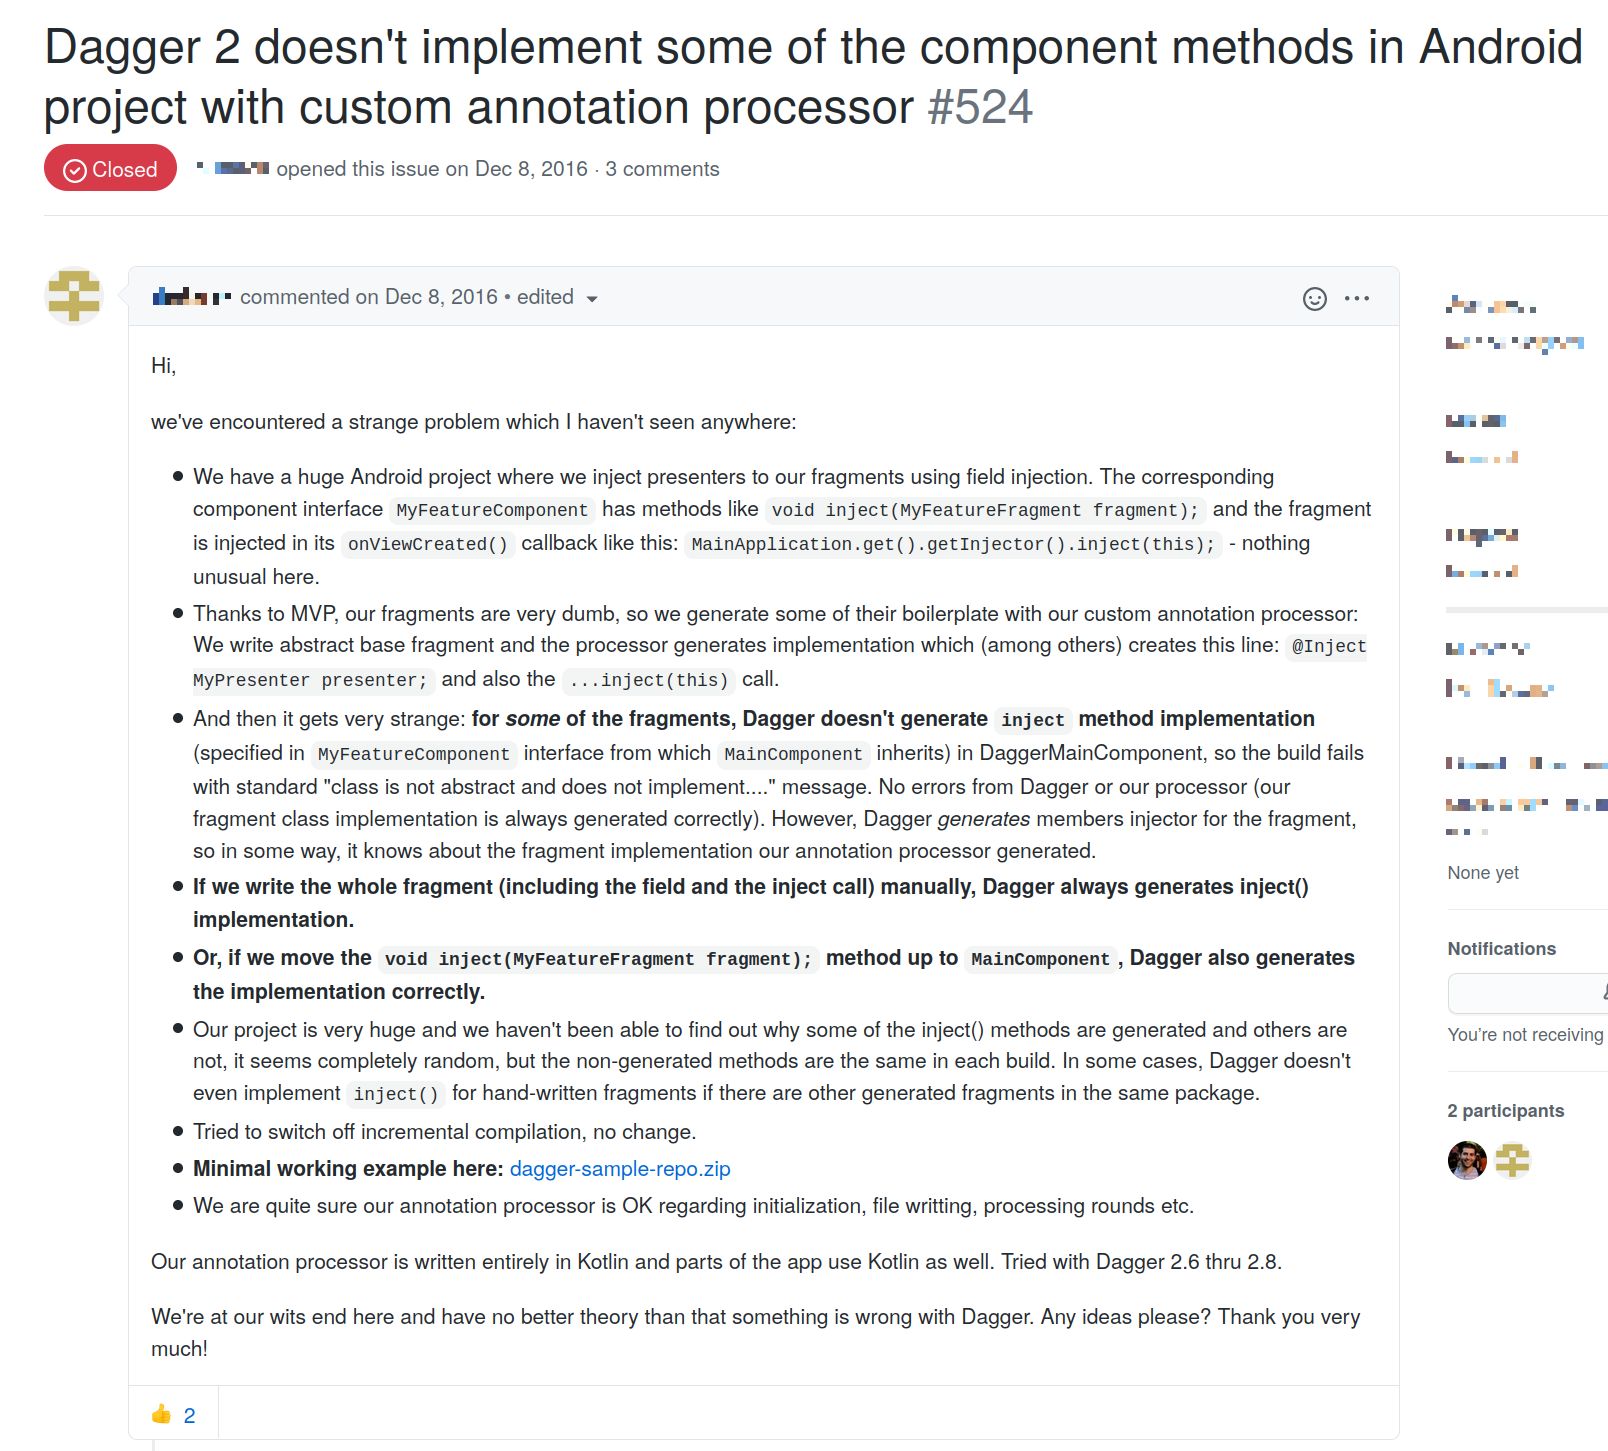 Dagger 2 doesn't implement some of the component methods in Android
project with custom annotation processor #524
Closed
opened this issue on Dec 8, 2016 · 3 comments
commented on Dec 8, 2016 • edited
Hi,
we've encountered a strange problem which I haven't seen anywhere:
We have a huge Android project where we inject presenters to our fragments using field injection. The corresponding
component interface MyFeatureComponent has methods like void inject(MyFeatureFragment fragment); and the fragment
is injected in its onViewCreated() callback like this: MainApplication.get().getInjector().inject(this); - nothing
unusual here.
Thanks to MVP, our fragments are very dumb, so we generate some of their boilerplate with our custom annotation processor:
We write abstract base fragment and the processor generates implementation which (among others) creates this line: @Inject
MyPresenter presenter; and also the ...inject(this) call.
And then it gets very strange: for some of the fragments, Dagger doesn't generate inject method implementation
(specified in MyFeatureComponent interface from which MainComponent inherits) in DaggerMainComponent, so the build fails
with standard "class is not abstract and does not implement...." message. No errors from Dagger or our processor (our
fragment class implementation is always generated correctly). However, Dagger generates members injector for the fragment,
so in some way, it knows about the fragment implementation our annotation processor generated.
If we write the whole fragment (including the field and the inject call) manually, Dagger always generates inject()
implementation.
Or, if we move the void inject(MyFeatureFragment fragment); method up to MainComponent, Dagger also generates
the implementation correctly.
Our project is very huge and we haven't been able to find out why some of the inject() methods are generated and others are
not, it seems completely random, but the non-generated methods are the same in each build. In some cases, Dagger doesn't
even implement inject() for hand-written fragments if there are other generated fragments in the same package.
Tried to switch off incremental compilation, no change.
Minimal working example here: dagger-sample-repo.zip
We are quite sure our annotation processor is OK regarding initialization, file writting, processing rounds etc.
Our annotation processor is written entirely in Kotlin and parts of the app use Kotlin as well. Tried with Dagger 2.6 thru 2.8.
We're at our wits end here and have no better theory than that something is wrong with Dagger. Any ideas please? Thank you very
much!
2
None yet
Notifications
You're not receiving
2 participants